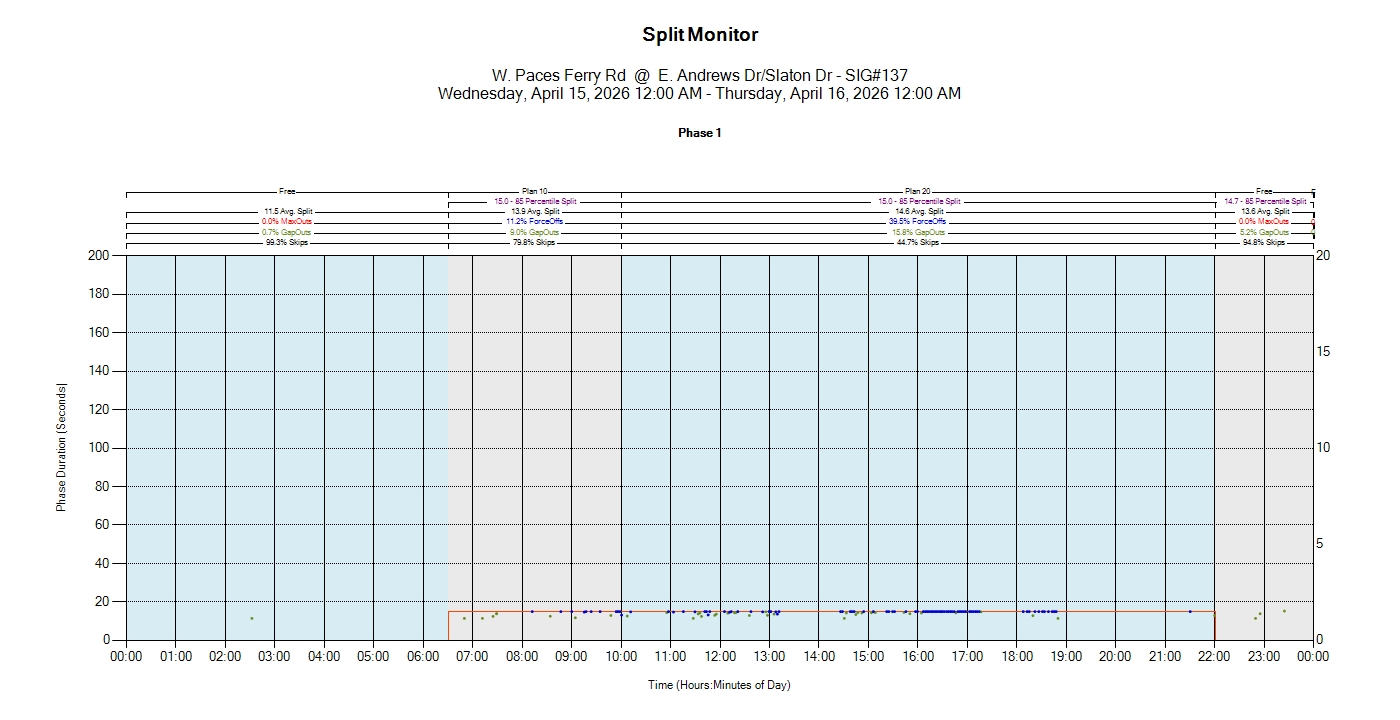 Split Monitor
W. Paces Ferry Rd @ E. Andrews Dr/Slaton Dr - SIG#137
Wednesday, April 15, 2026 12:00 AM - Thursday, April 16, 2026 12:00 AM
Phase 1
Free Plan 10 Plan 20 Free
15.0 - 85 Percentile Split 15.0 - 85 Percentile Split 14.7 - 85 Percentile Split
11.5 Avg. Split 13.9 Avg. Split 14.6 Avg. Split 13.6 Avg. Split
0.0% MaxOuts 11.2% ForceOffs 39.5% ForceOffs 0.0% MaxOuts
0.7% GapOuts 9.0% GapOuts 15.8% GapOuts 5.2% GapOuts
99.3% Skips 79.8% Skips 44.7% Skips 94.8% Skips
200 20
180
160
15
140
120
100 10
80
60
5
40
20
0 0
Phase Duration (Seconds)
00:00 01:00 02:00 03:00 04:00 05:00 06:00 07:00 08:00 09:00 10:00 11:00 12:00 13:00 14:00 15:00 16:00 17:00 18:00 19:00 20:00 21:00 22:00 23:00 00:00
Time (Hours:Minutes of Day)